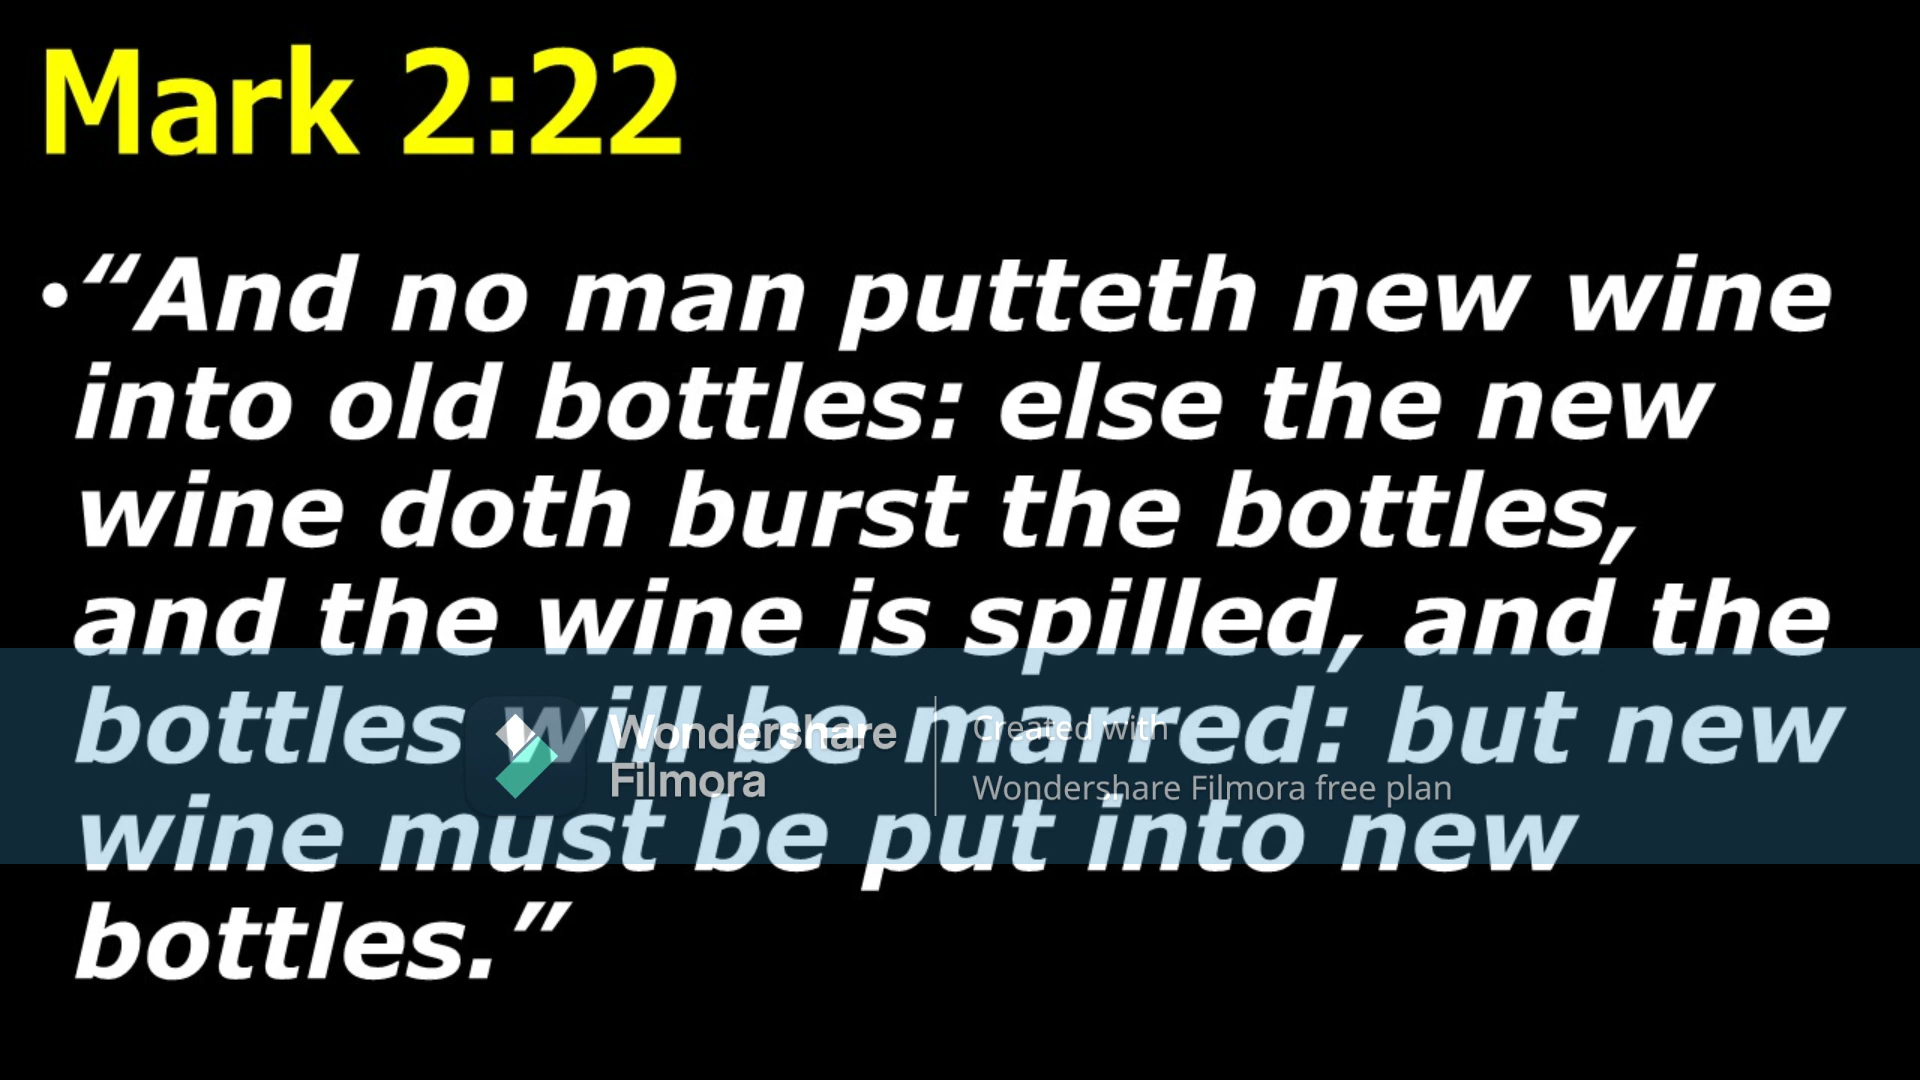 Mark 2:22
•“And no man putteth new wine
into old bottles: else the new
wine doth burst the bottles,
and the wine is spilled, and the
bottles will be marred: but new
wine must be put into new
bottles.”
Wondershare
Filmora
Created with
Wondershare Filmora free plan